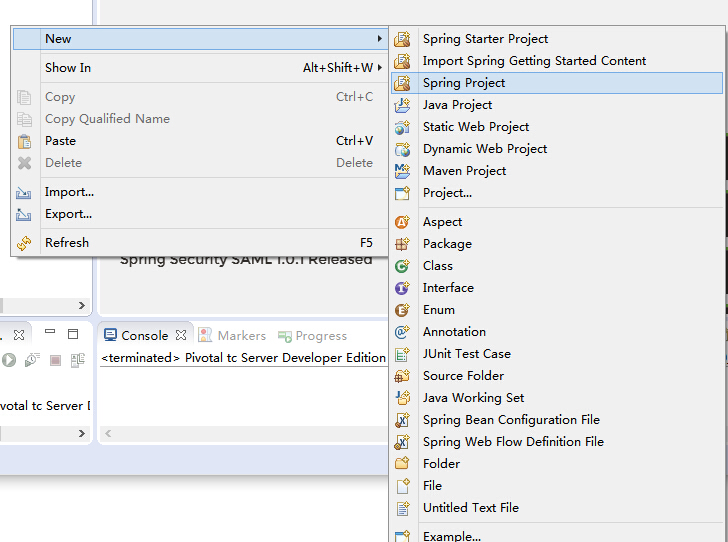 New
Show In Alt+Shift+W
Copy Ctrl+C
Copy Qualified Name
Paste Ctrl+V
Delete Delete
Import...
Export...
Refresh F5
Spring Starter Project
Import Spring Getting Started Content
Spring Project
Java Project
Static Web Project
Dynamic Web Project
Maven Project
Project...
Aspect
Package
Class
Interface
Enum
Annotation
JUnit Test Case
Source Folder
Java Working Set
Spring Bean Configuration File
Spring Web Flow Definition File
Folder
File
Untitled Text File
Example...
Spring Security SAML 1.0.1 Released
Console Markers Progress
<terminated> Pivotal tc Server Developer Edition
votal tc Server